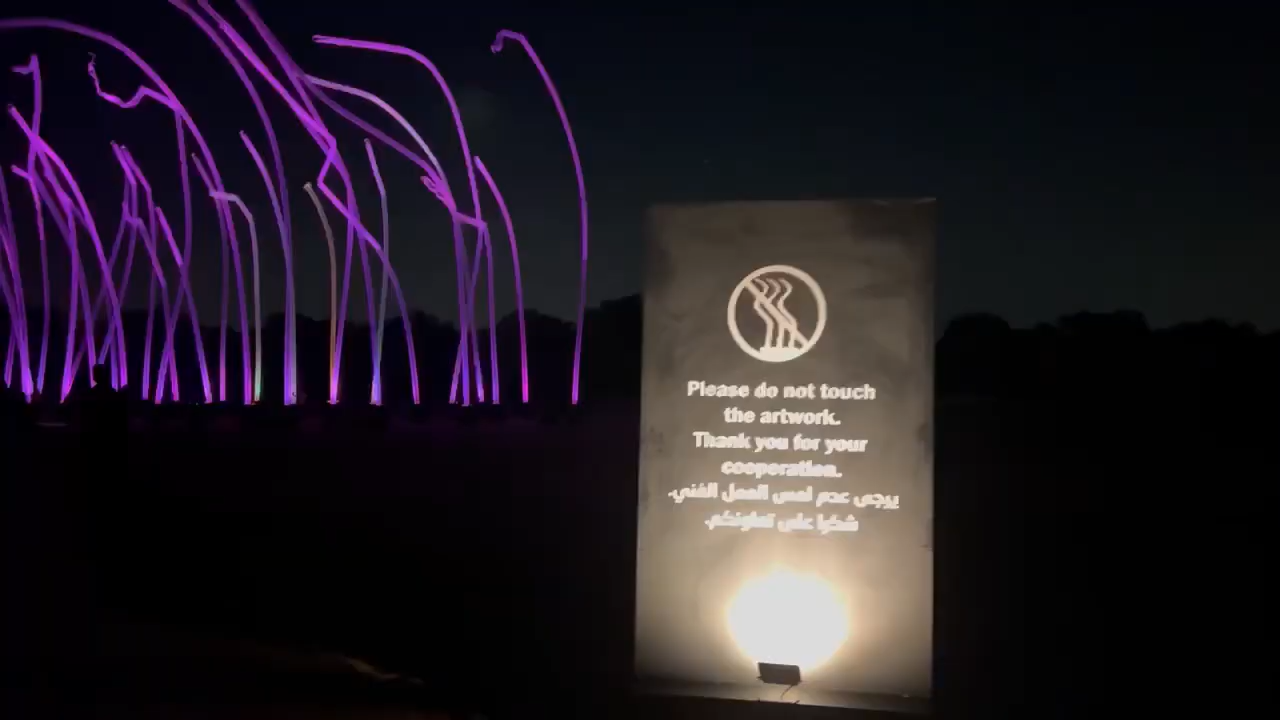 Please do not touch
the artwork.
Thank you for your
cooperation.
يرجى عدم لمس العمل الفني.
شكرا على تعاونكم.